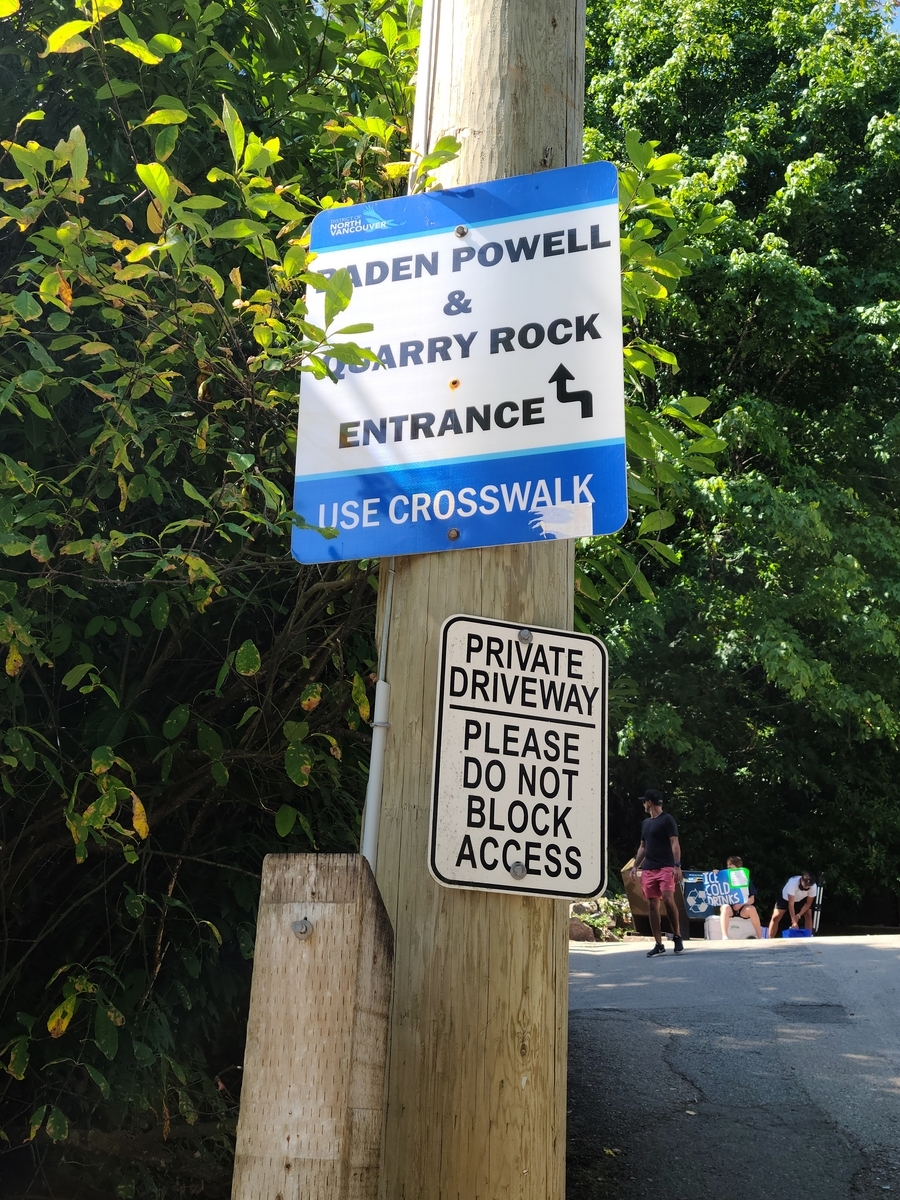 DISTRICT OF
NORTH
VANCOUVER
BADEN POWELL
&
QUARRY ROCK
ENTRANCE
USE CROSSWALK
PRIVATE
DRIVEWAY
PLEASE
DO NOT
BLOCK
ACCESS
ICE
COLD
DRINKS